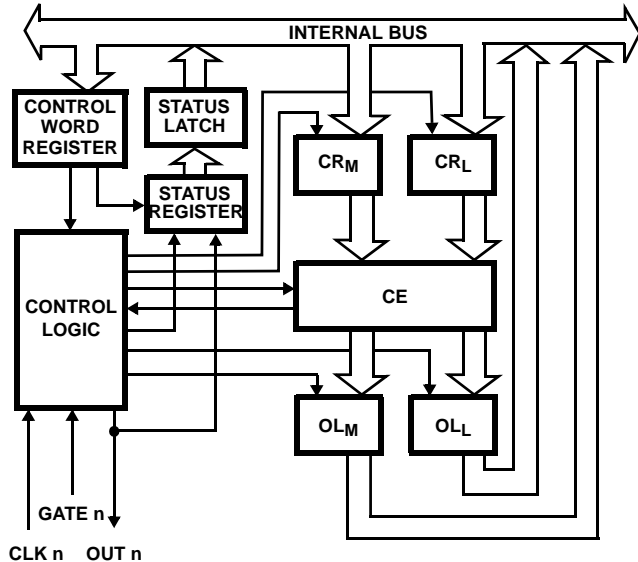 INTERNAL BUS
CONTROL
WORD
REGISTER
STATUS
LATCH
CRM
CRL
STATUS
REGISTER
CONTROL
LOGIC
CE
OLM
OLL
GATE n
CLK n
OUT n